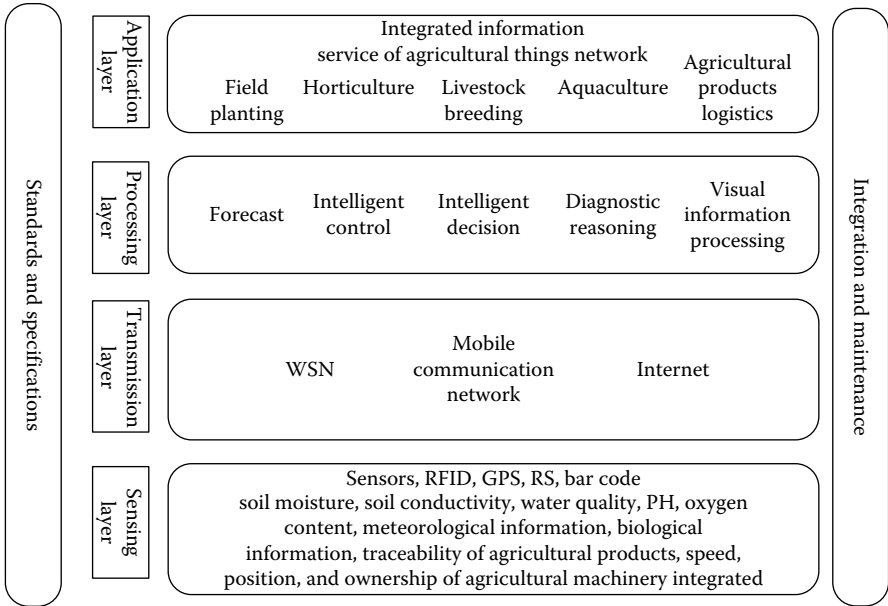 Standards and specifications
Application
layer
Integrated information
service of agricultural things network
Field
planting
Horticulture
Livestock
breeding
Aquaculture
Agricultural
products
logistics
Processing
layer
Forecast
Intelligent
control
Intelligent
decision
Diagnostic
reasoning
Visual
information
processing
Transmission
layer
WSN
Mobile
communication
network
Internet
Sensing
layer
Sensors, RFID, GPS, RS, bar code
soil moisture, soil conductivity, water quality, PH, oxygen
content, meteorological information, biological
information, traceability of agricultural products, speed,
position, and ownership of agricultural machinery integrated
Integration and maintenance